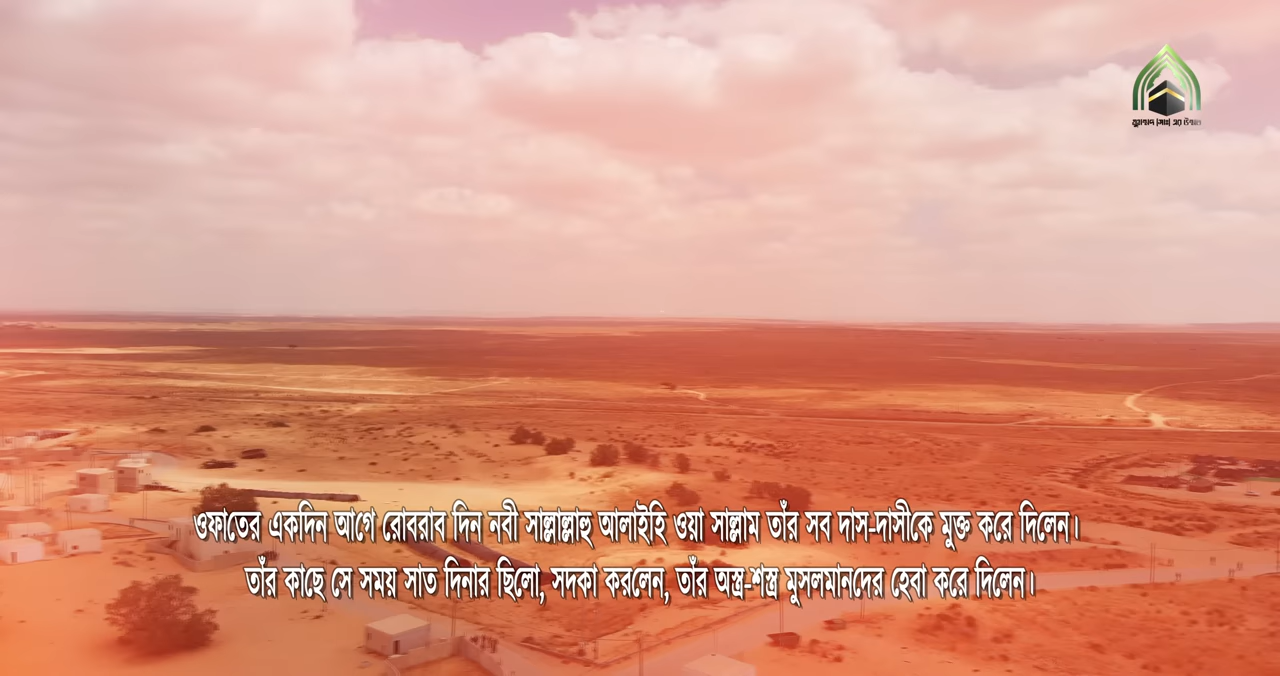 ওফাতের একদিন আগে রোববার দিন নবী সাল্লাল্লাহু আলাইহি ওয়া সাল্লাম তাঁর সব দাস-দাসীকে মুক্ত করে দিলেন।
তাঁর কাছে সে সময় সাত দিনার ছিলো, সদকা করলেন, তাঁর অস্ত্র-শস্ত্র মুসলমানদের হেবা করে দিলেন।